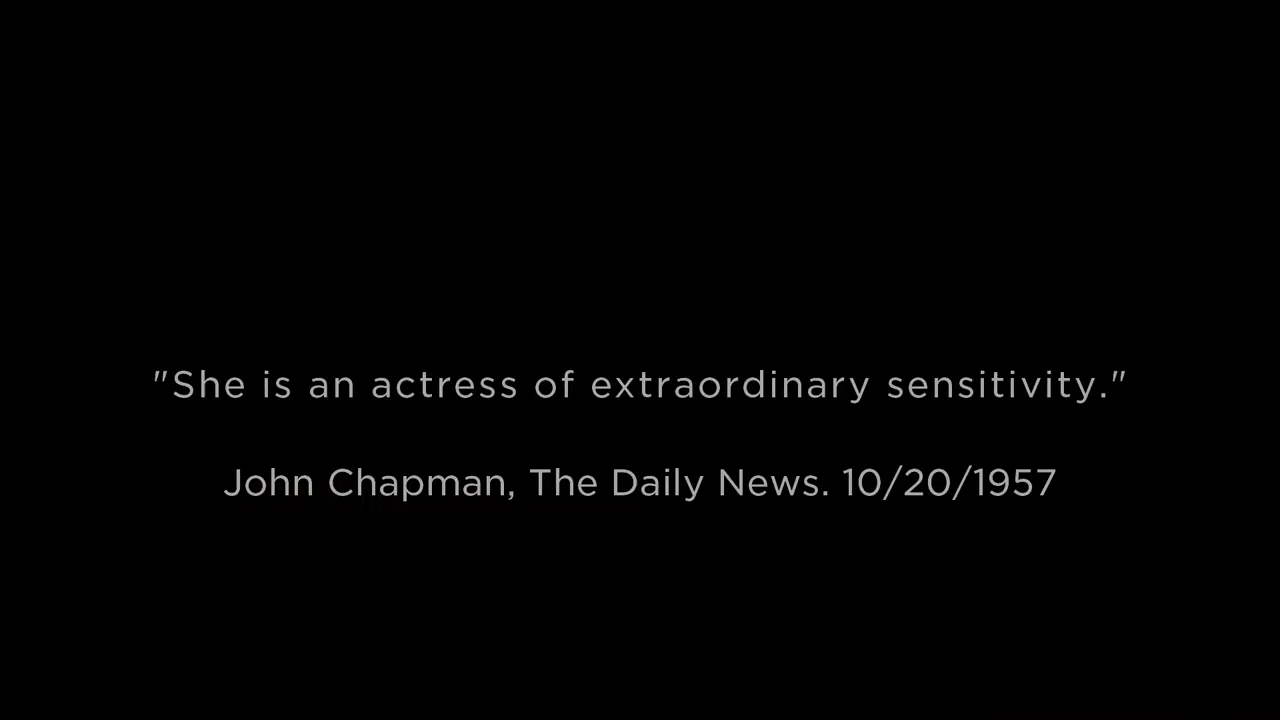 "She is an actress of extraordinary sensitivity."
John Chapman, The Daily News. 10/20/1957